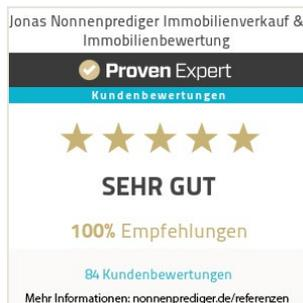 Jonas Nonnenprediger Immobilienverkauf &
Immobilienbewertung
Proven Expert
Kundenbewertungen
SEHR GUT
100% Empfehlungen
84 Kundenbewertungen
Mehr Informationen: nonnenprediger.de/referenzen